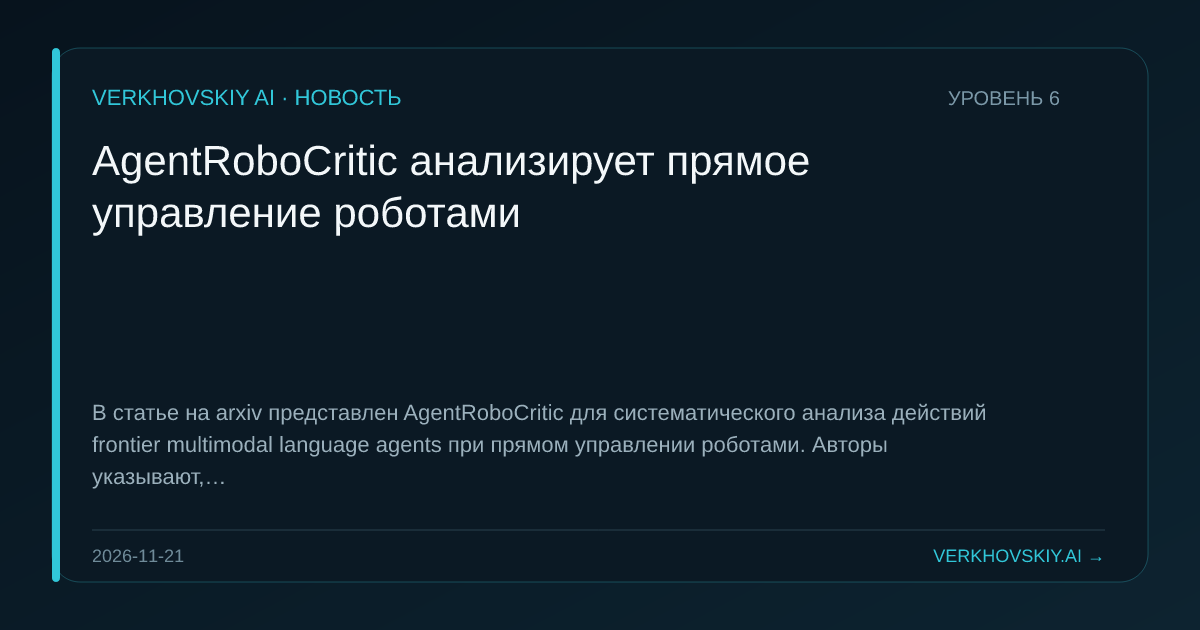 VERKHOVSKIY AI · НОВОСТЬ
УРОВЕНЬ 6
AgentRoboCritic анализирует прямое
управление роботами
В статье на arxiv представлен AgentRoboCritic для систематического анализа действий
frontier multimodal language agents при прямом управлении роботами. Авторы
указывают,…
2026-11-21
VERKHOVSKIY.AI →